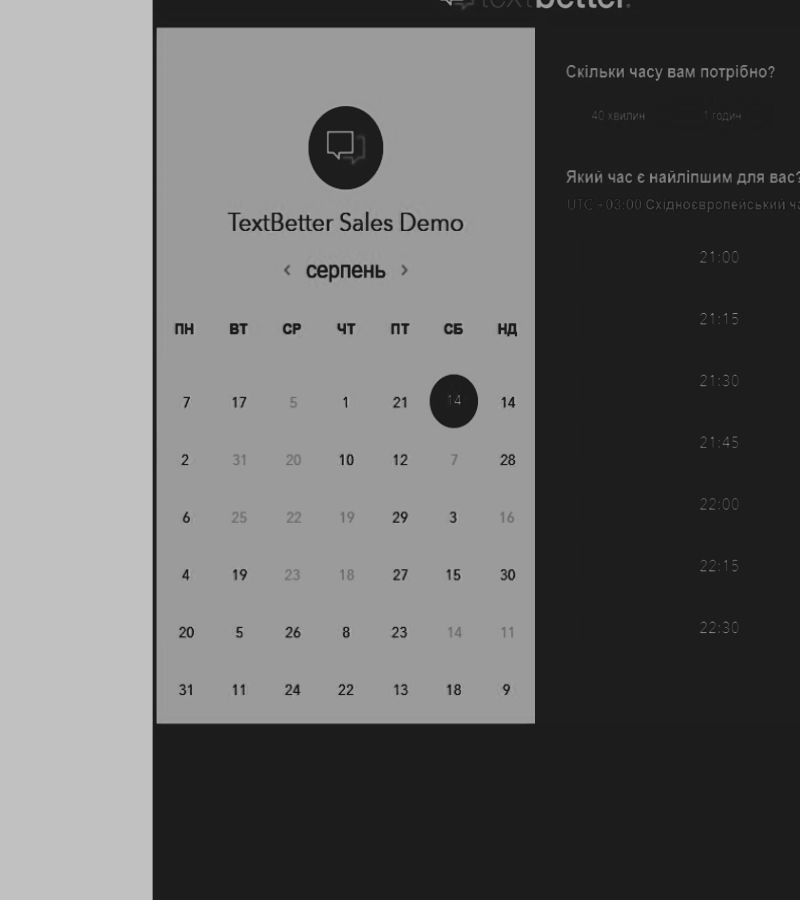 textbetter.
TextBetter Sales Demo
‹ серпень ›
ПН ВТ СР ЧТ ПТ СБ НД
7 17 5 1 21 14 14
2 31 20 10 12 7 28
6 25 22 19 29 3 16
4 19 23 18 27 15 30
20 5 26 8 23 14 11
31 11 24 22 13 18 9
Скільки часу вам потрібно?
40 хвилин 1 годин
Який час є найліпшим для вас?
UTC - 03:00 Східноєвропейський ча
21:00
21:15
21:30
21:45
22:00
22:15
22:30